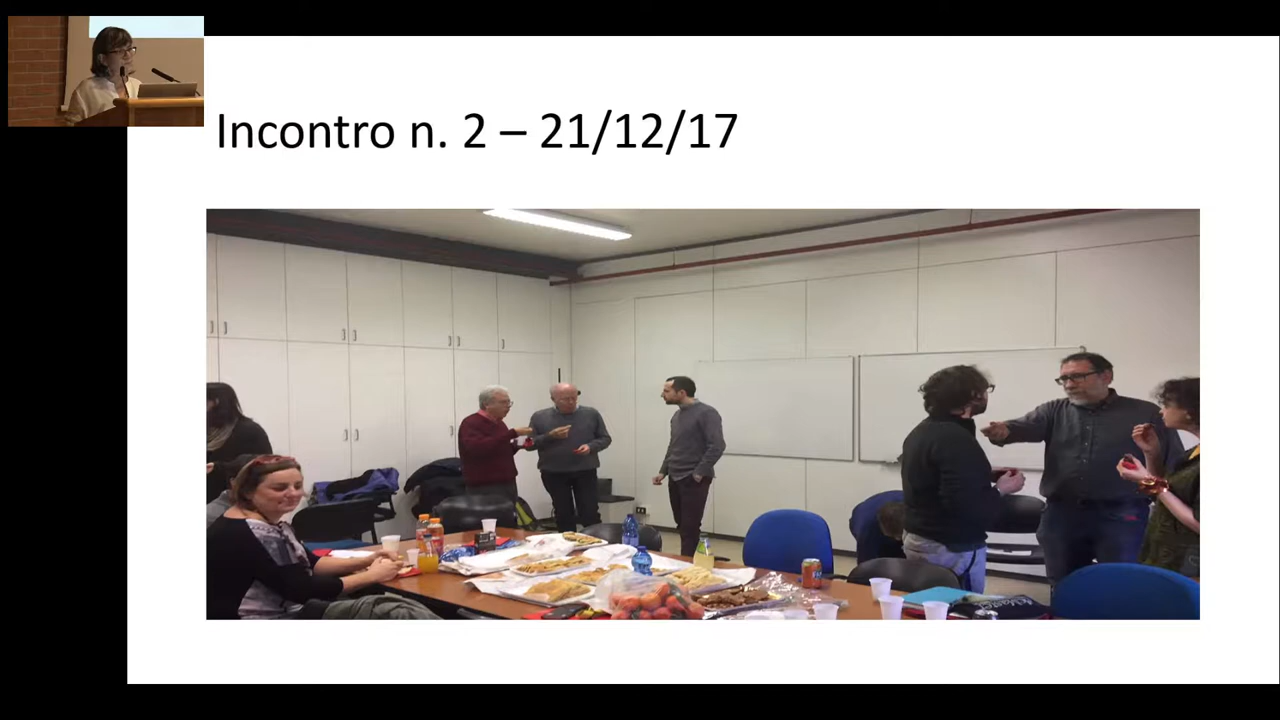 Incontro n. 2 – 21/12/17